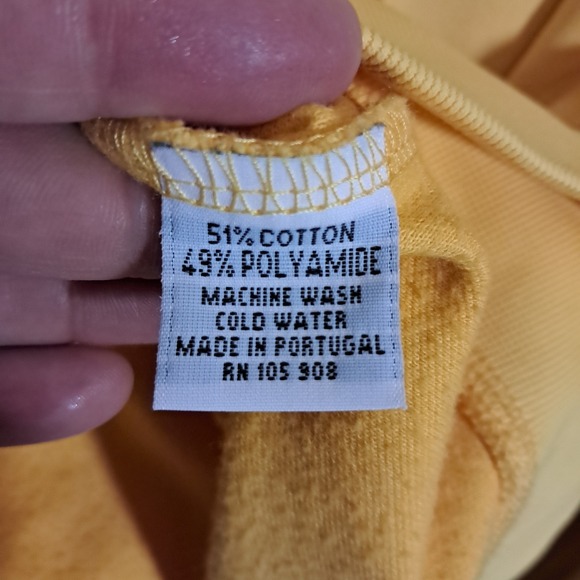 51% COTTON
49% POLYAMIDE
MACHINE WASH
COLD WATER
MADE IN PORTUGAL
RN 105 908